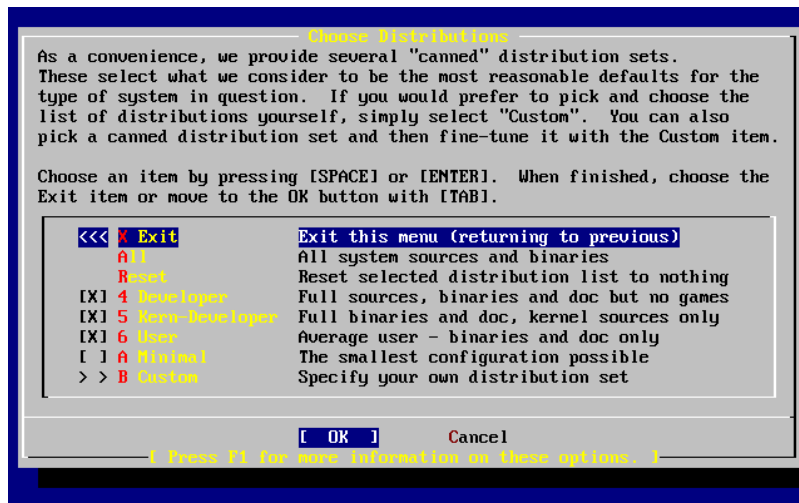 Choose Distributions
As a convenience, we provide several "canned" distribution sets.
These select what we consider to be the most reasonable defaults for the
type of system in question.  If you would prefer to pick and choose the
list of distributions yourself, simply select "Custom".  You can also
pick a canned distribution set and then fine-tune it with the Custom item.
Choose an item by pressing [SPACE] or [ENTER].  When finished, choose the
Exit item or move to the OK button with [TAB].
<<< X Exit Exit this menu (returning to previous)
All All system sources and binaries
Reset Reset selected distribution list to nothing
[X] 4 Developer Full sources, binaries and doc but no games
[X] 5 Kern-Developer Full binaries and doc, kernel sources only
[X] 6 User Average user - binaries and doc only
[ ] A Minimal The smallest configuration possible
> > B Custom Specify your own distribution set
[ OK ] Cancel
[ Press F1 for more information on these options. ]